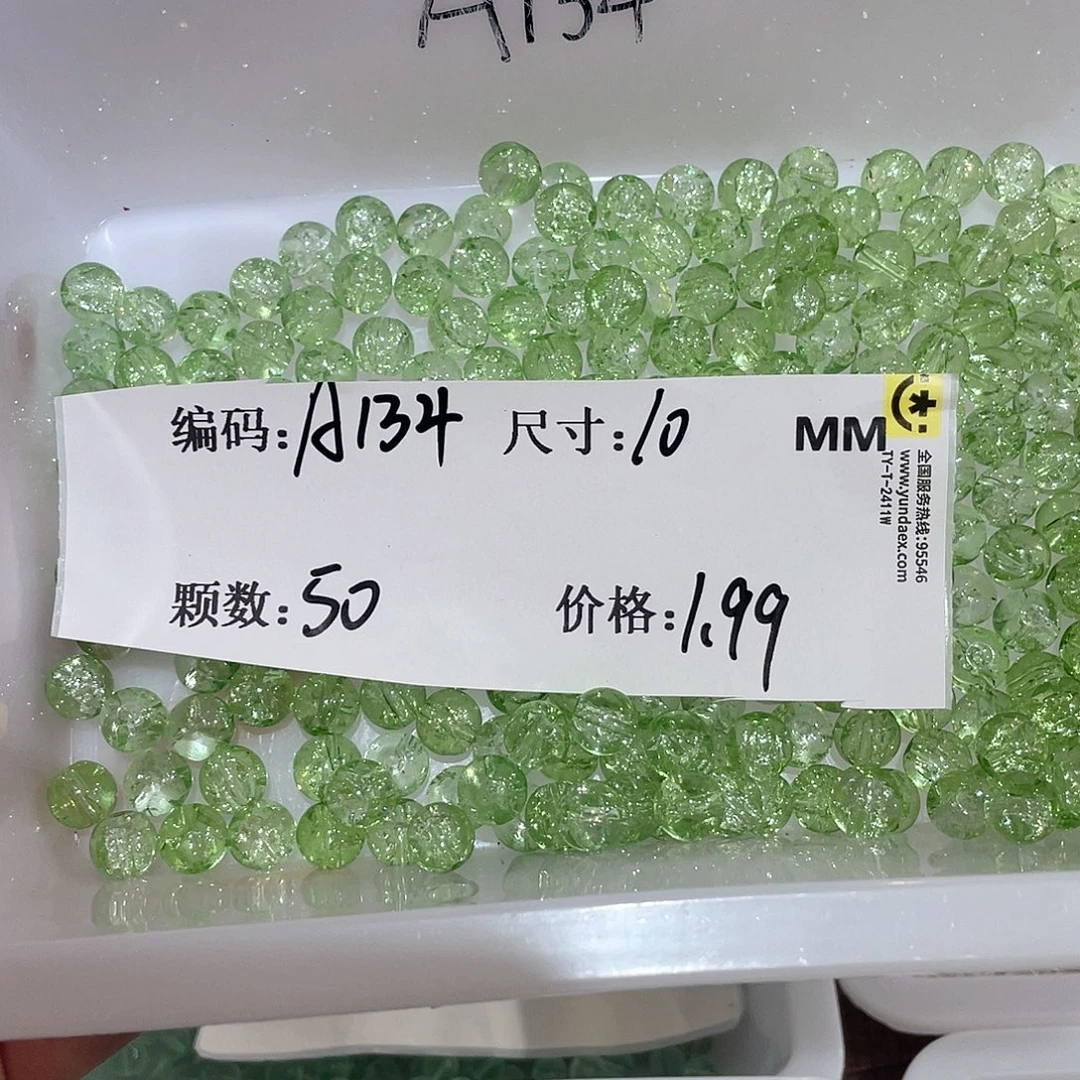 A134
编码:A134 尺寸:10 MM
颗数:50 价格:1.99
全国服务热线:95546
www.yundaex.com
TY-T-2411W